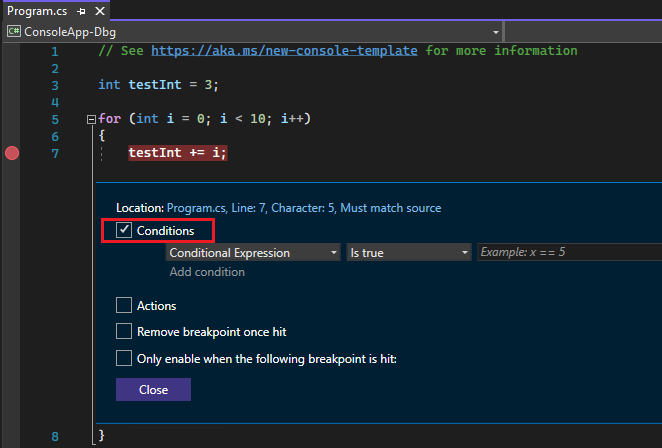 Program.cs
C# ConsoleApp-Dbg
1 // See https://aka.ms/new-console-template for more information
2
3 int testInt = 3;
4
5 for (int i = 0; i < 10; i++)
6 {
7 testInt += i;
Location: Program.cs, Line: 7, Character: 5, Must match source
Conditions
Conditional Expression Is true Example: x == 5
Add condition
Actions
Remove breakpoint once hit
Only enable when the following breakpoint is hit:
Close
8 }